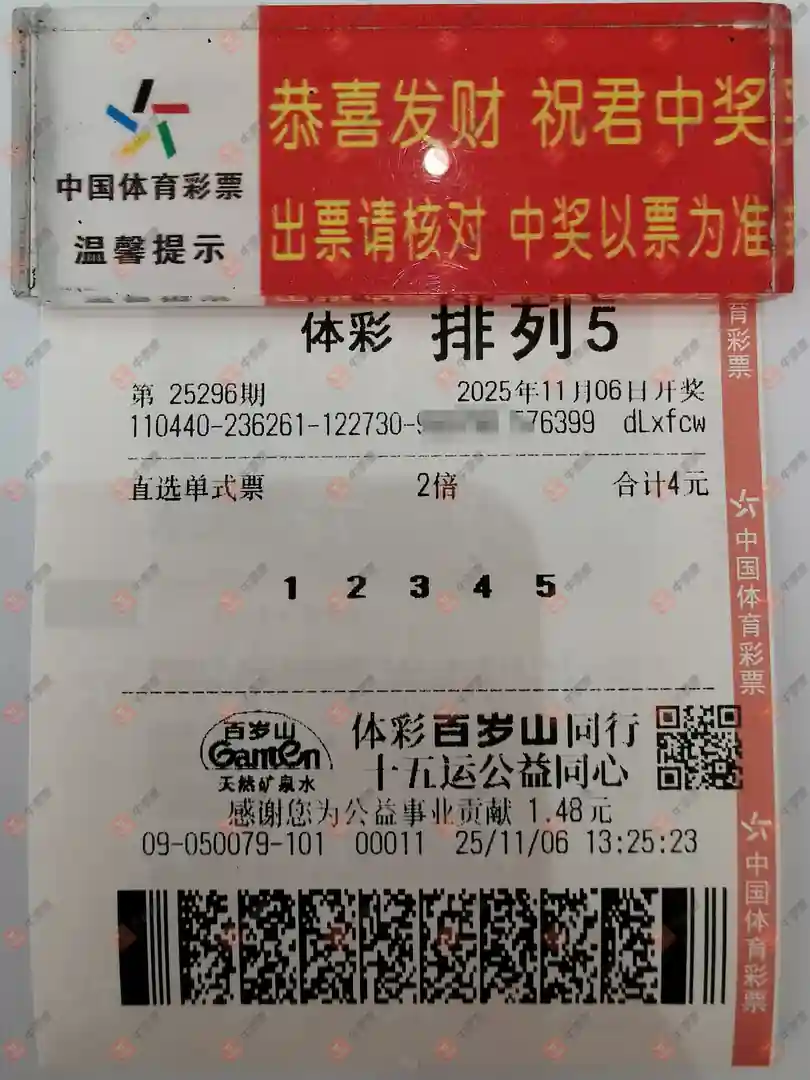 恭喜发财 祝君中奖
中国体育彩票
温馨提示
出票请核对 中奖以票为准
体彩 排列5
第 25296期 2025年11月06日开奖
110440-236261-122730-9 76399 dLxfcw
直选单式票 2倍 合计4元
1 2 3 4 5
百岁山
Ganten
天然矿泉水
体彩百岁山同行
十五运公益同心
感谢您为公益事业贡献 1.48元
09-050079-101 00011 25/11/06 13:25:23
育彩票
中国体育彩票
中国体育彩票